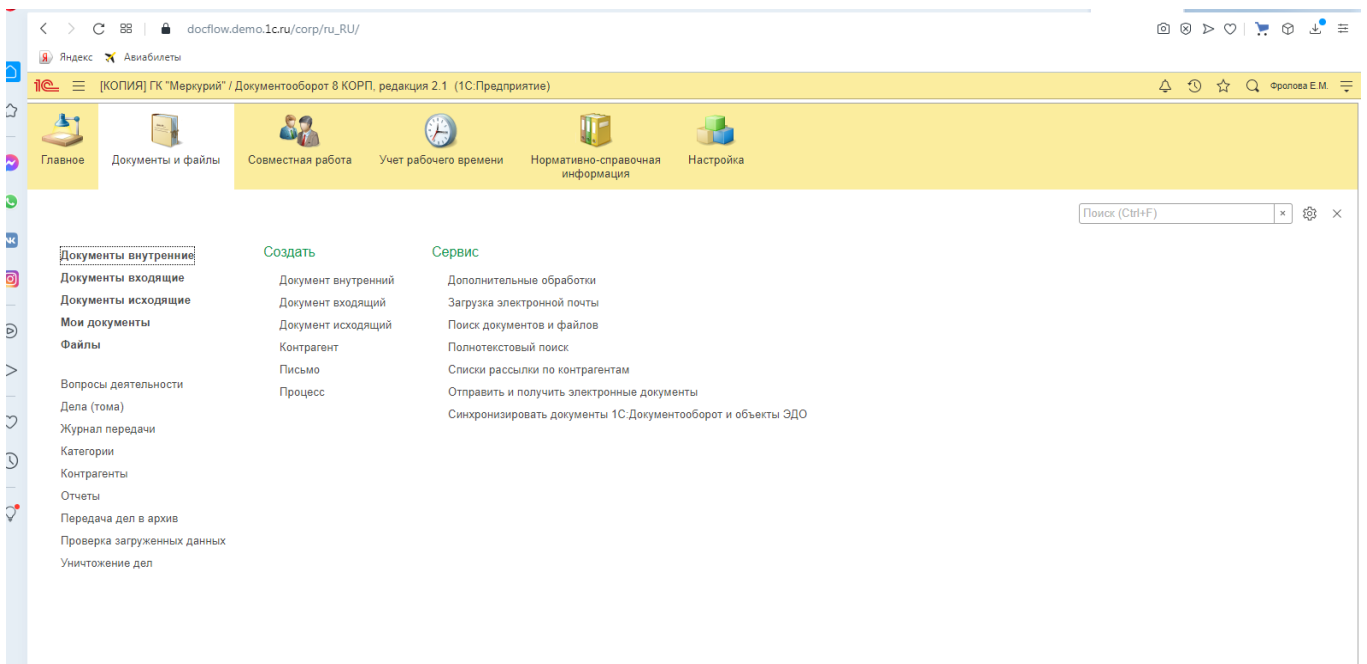 docflow.demo.1c.ru/corp/ru_RU/
Я Яндекс Авиабилеты
1С [КОПИЯ] ГК "Меркурий" / Документооборот 8 КОРП, редакция 2.1 (1С:Предприятие) Фролова Е.М.
Главное Документы и файлы Совместная работа Учет рабочего времени Нормативно-справочная информация Настройка
Поиск (Ctrl+F) ×
Документы внутренние
Документы входящие
Документы исходящие
Мои документы
Файлы
Вопросы деятельности
Дела (тома)
Журнал передачи
Категории
Контрагенты
Отчеты
Передача дел в архив
Проверка загруженных данных
Уничтожение дел
Создать
Документ внутренний
Документ входящий
Документ исходящий
Контрагент
Письмо
Процесс
Сервис
Дополнительные обработки
Загрузка электронной почты
Поиск документов и файлов
Полнотекстовый поиск
Списки рассылки по контрагентам
Отправить и получить электронные документы
Синхронизировать документы 1С:Документооборот и объекты ЭДО